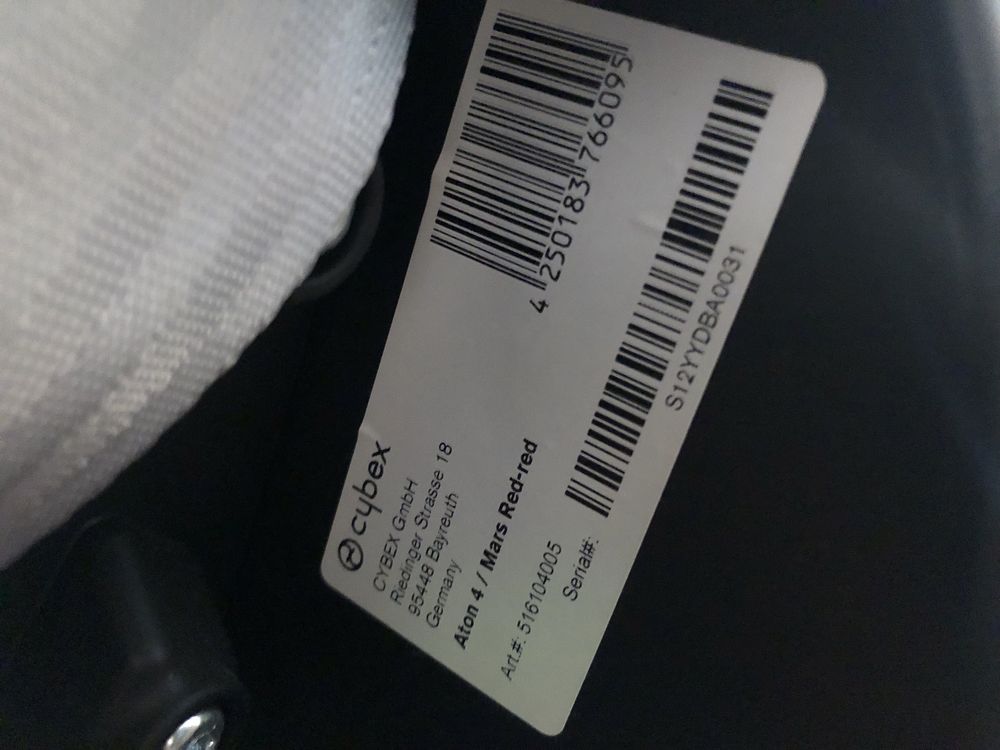 cybex
CYBEX GmbH
Riedinger Strasse 18
95448 Bayreuth
Germany
Aton 4 / Mars Red-red
Art.#: 516104005
Serial#:
4 250183 766095
S12YYDBA0031